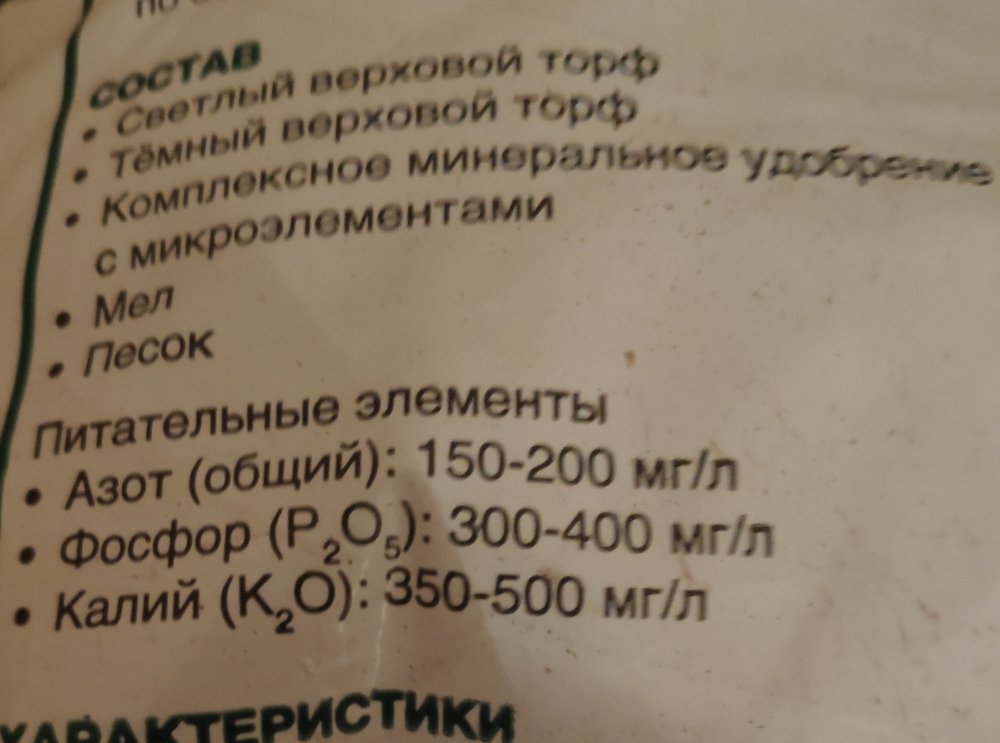 СОСТАВ
• Светлый верховой торф
• Тёмный верховой торф
• Комплексное минеральное удобрение
с микроэлементами
• Мел
• Песок
Питательные элементы
• Азот (общий): 150-200 мг/л
• Фосфор (P₂O₅): 300-400 мг/л
• Калий (K₂O): 350-500 мг/л
ХАРАКТЕРИСТИКИ